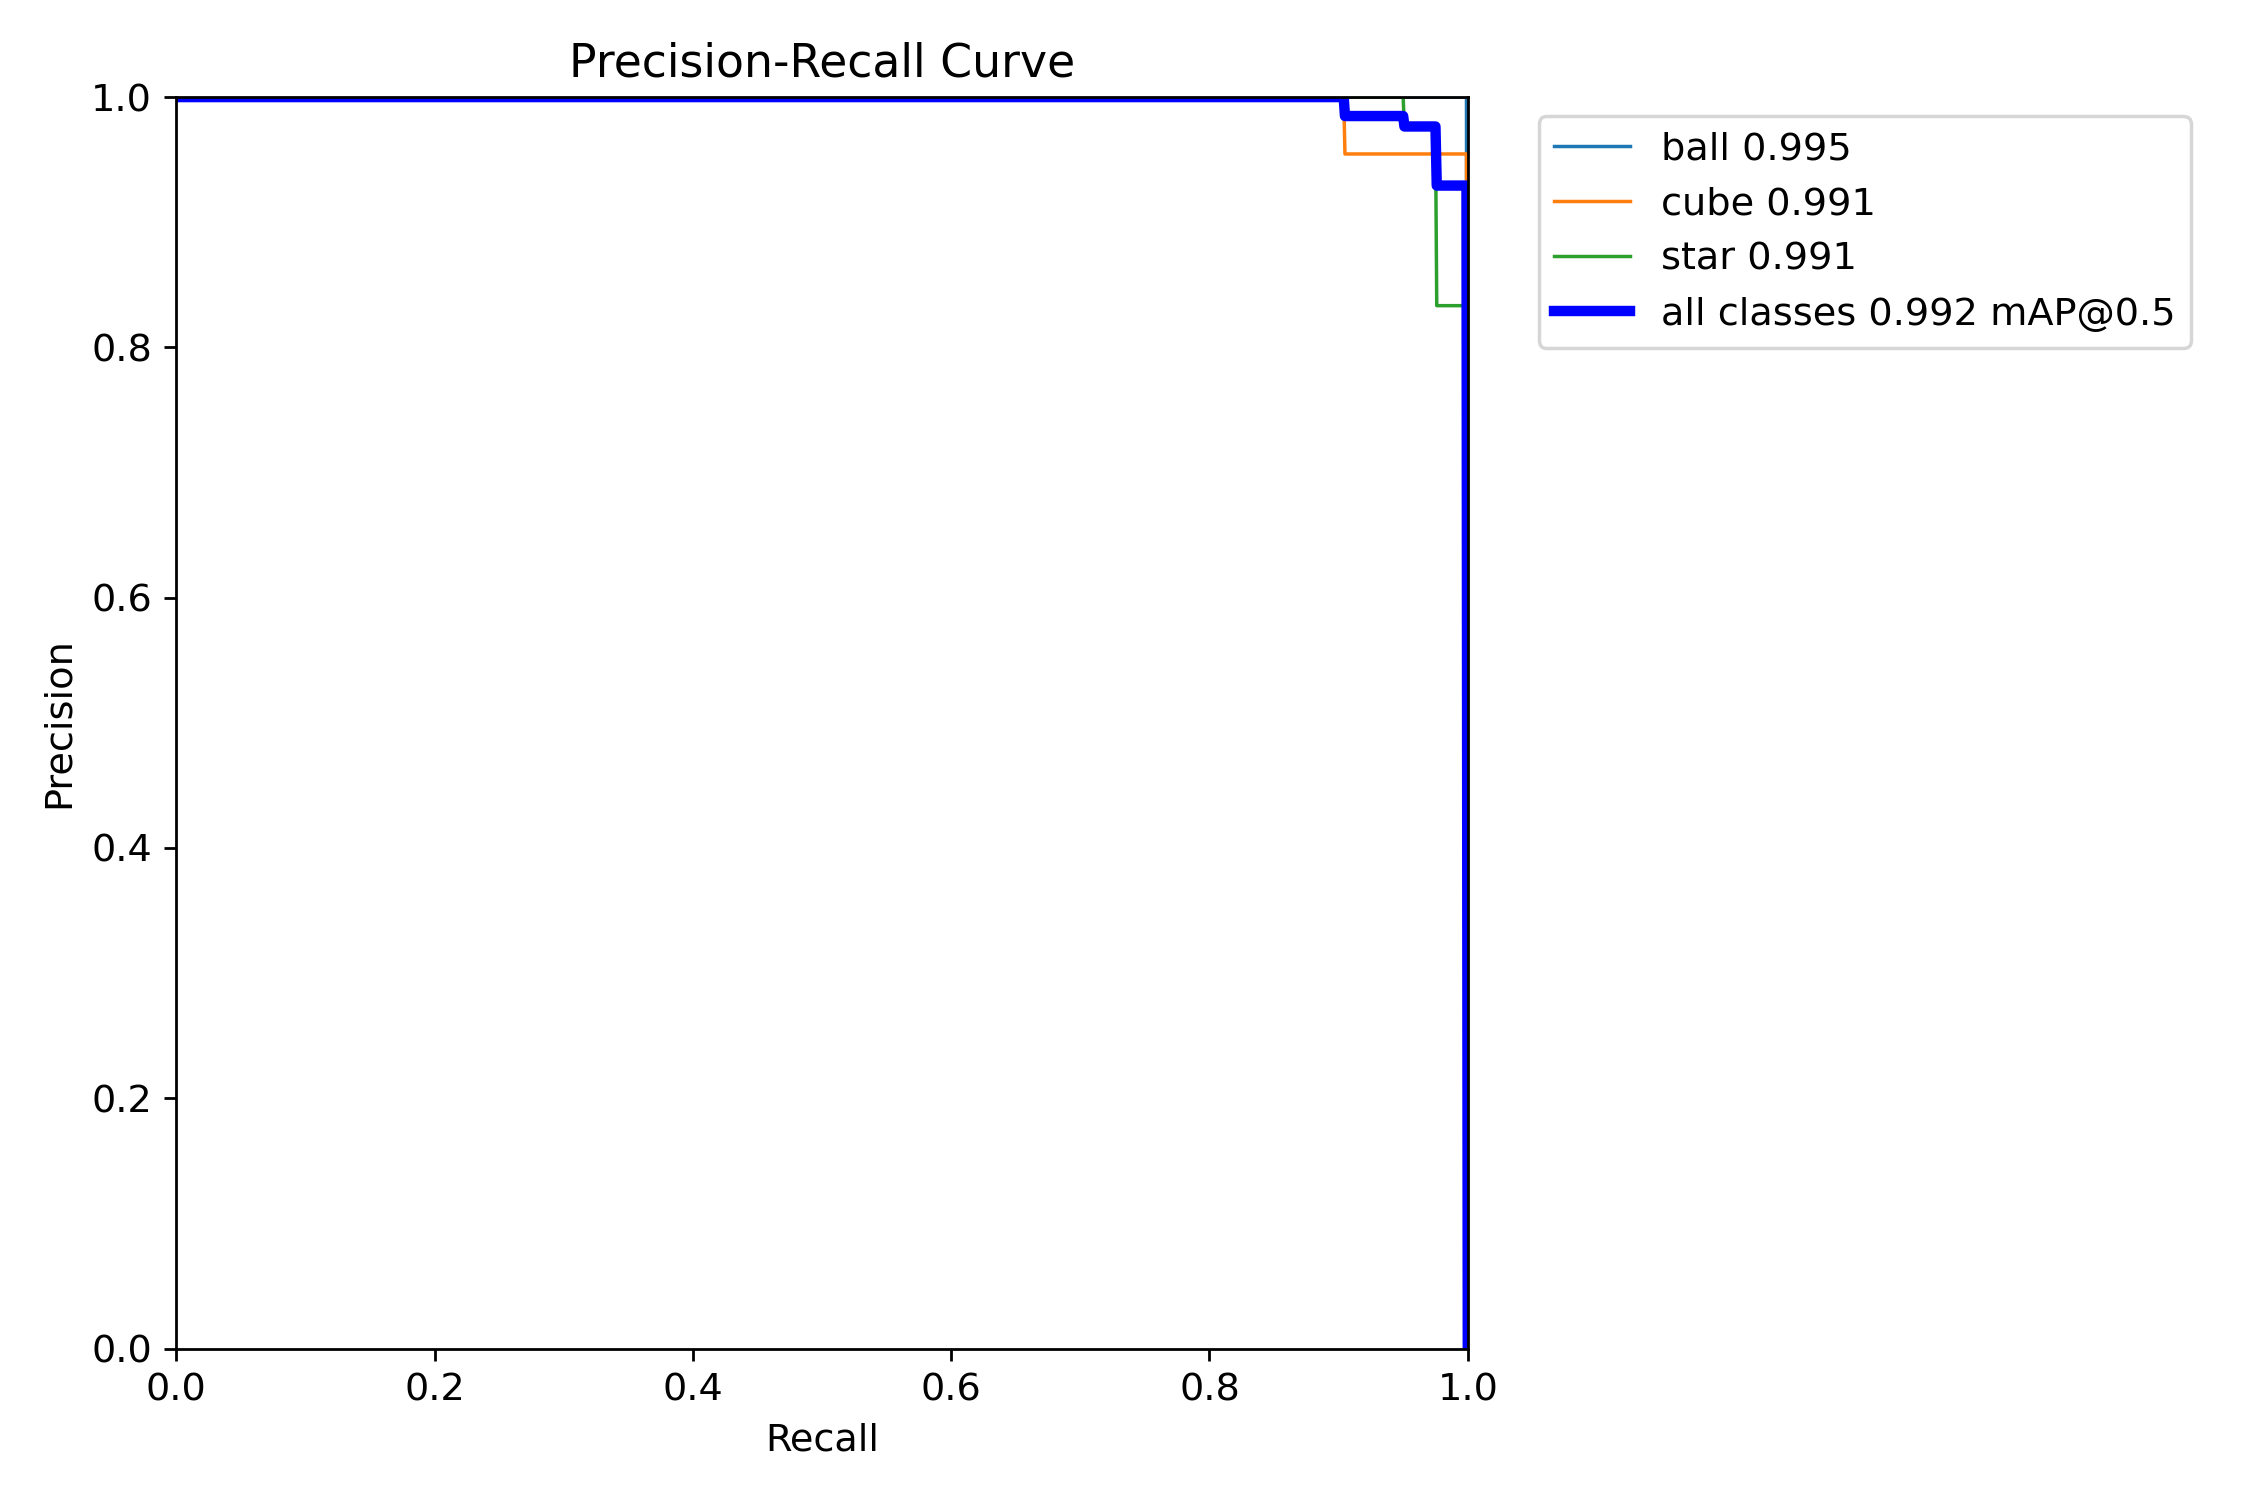 Precision-Recall Curve
1.0
0.8
0.6
0.4
0.2
0.0
Precision
0.0 0.2 0.4 0.6 0.8 1.0
Recall
ball 0.995
cube 0.991
star 0.991
all classes 0.992 mAP@0.5